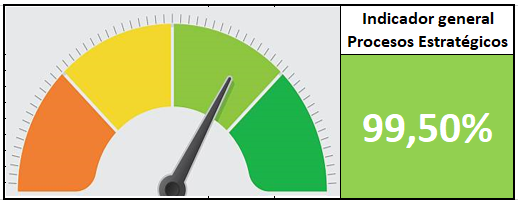 Indicador general
Procesos Estratégicos
99,50%